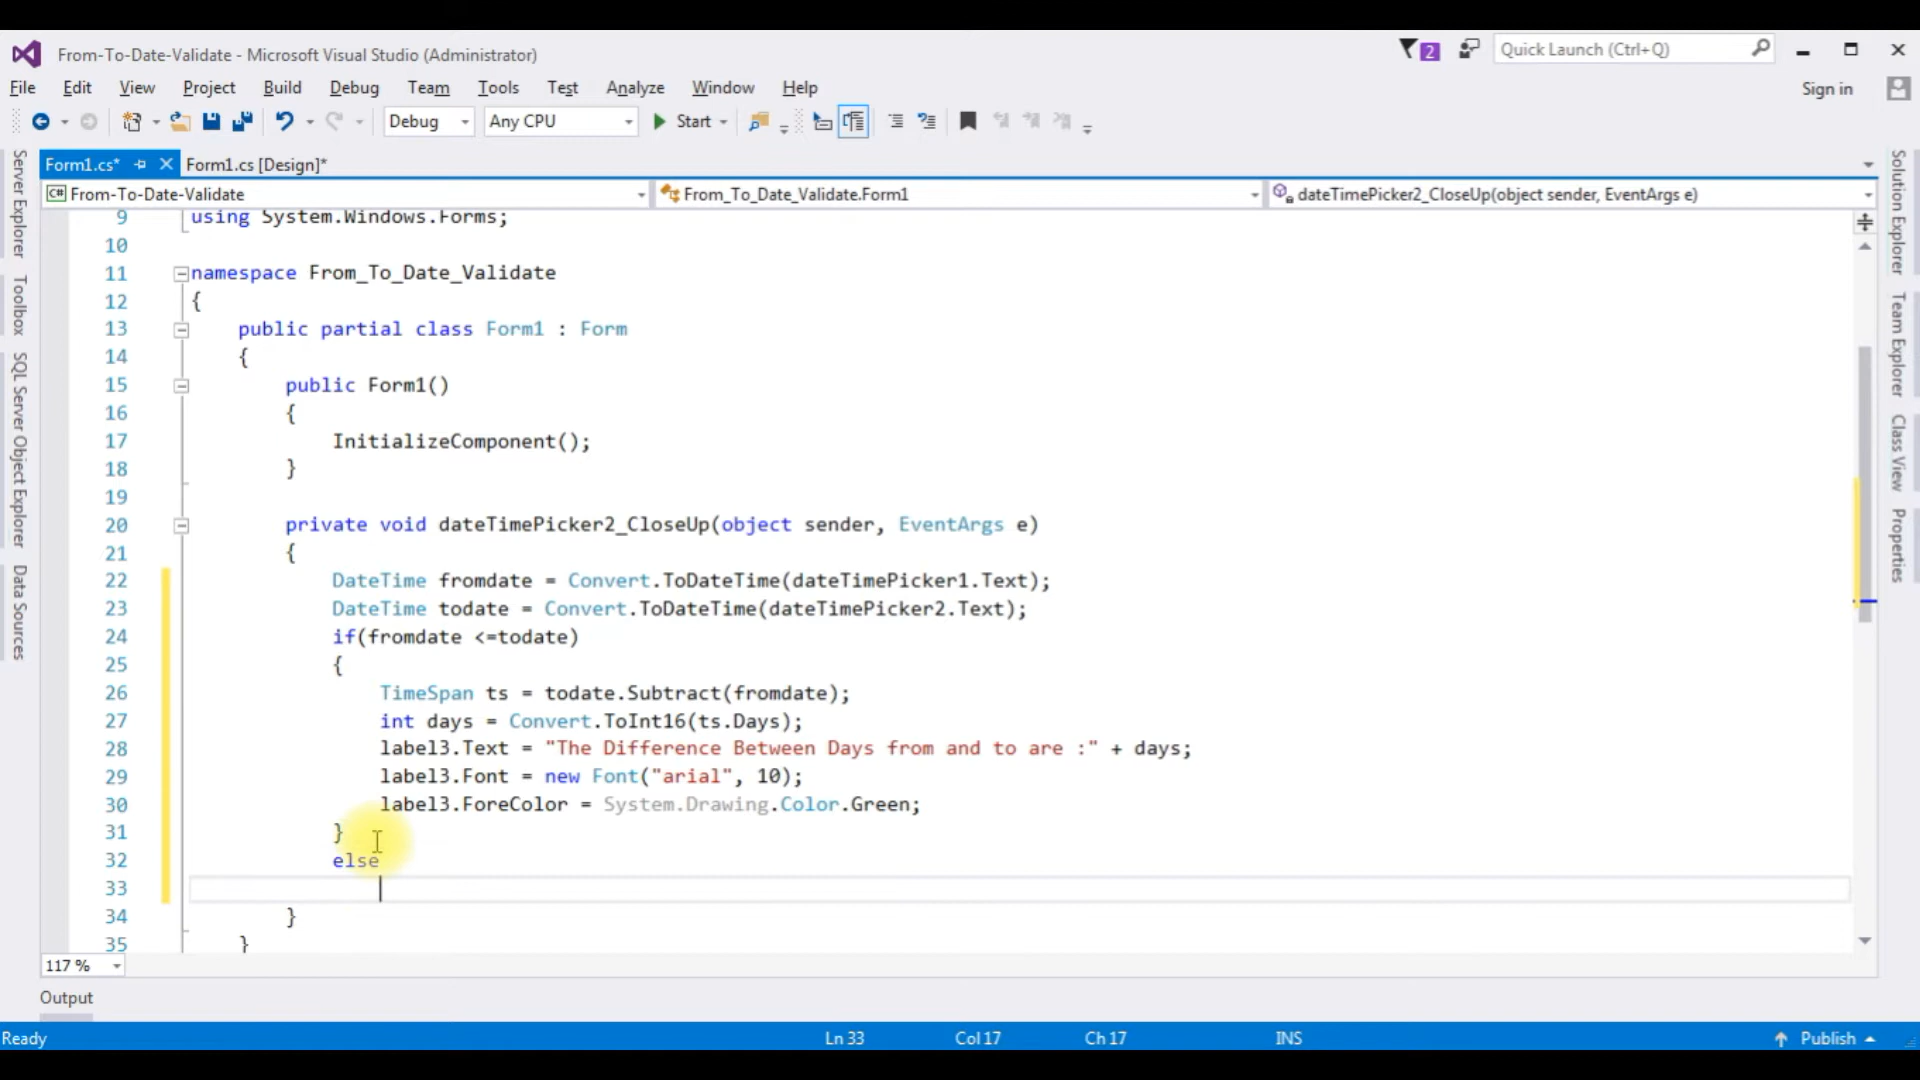 From-To-Date-Validate - Microsoft Visual Studio (Administrator)
2
Quick Launch (Ctrl+Q)
File Edit View Project Build Debug Team Tools Test Analyze Window Help
Sign in
Debug Any CPU Start
Form1.cs* Form1.cs [Design]*
C# From-To-Date-Validate From_To_Date_Validate.Form1 dateTimePicker2_CloseUp(object sender, EventArgs e)
9 using System.Windows.Forms;
10
11 namespace From_To_Date_Validate
12 {
13 public partial class Form1 : Form
14 {
15 public Form1()
16 {
17 InitializeComponent();
18 }
19
20 private void dateTimePicker2_CloseUp(object sender, EventArgs e)
21 {
22 DateTime fromdate = Convert.ToDateTime(dateTimePicker1.Text);
23 DateTime todate = Convert.ToDateTime(dateTimePicker2.Text);
24 if(fromdate <=todate)
25 {
26 TimeSpan ts = todate.Subtract(fromdate);
27 int days = Convert.ToInt16(ts.Days);
28 label3.Text = "The Difference Between Days from and to are :" + days;
29 label3.Font = new Font("arial", 10);
30 label3.ForeColor = System.Drawing.Color.Green;
31 }
32 else
33
34 }
35 }
117 %
Output
Ready Ln 33 Col 17 Ch 17 INS Publish
Server Explorer
Toolbox
SQL Server Object Explorer
Data Sources
Solution Explorer
Team Explorer
Class View
Properties